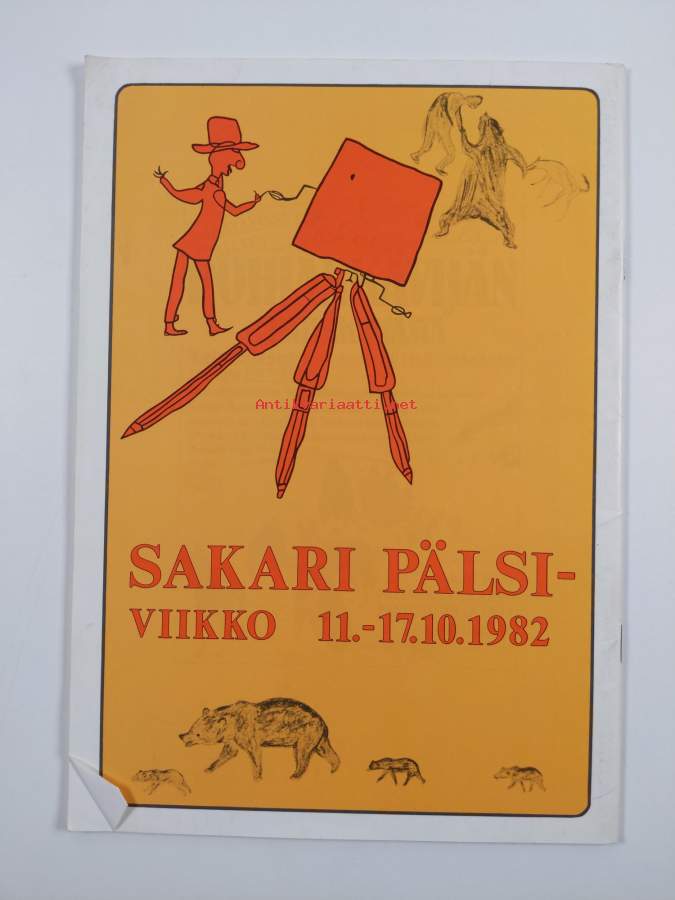 Antikvariaatti.net
SAKARI PÄLSI-
VIIKKO 11.-17.10.1982